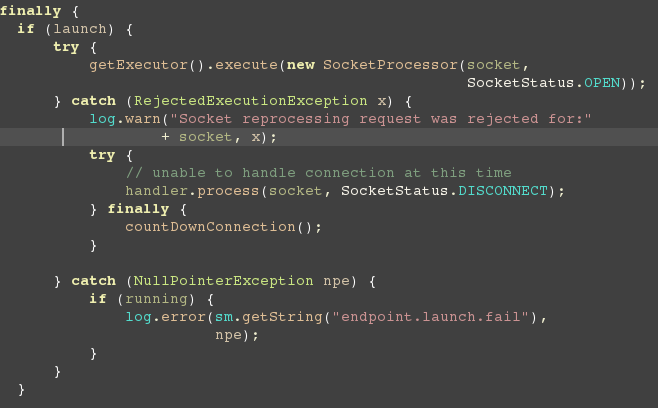 finally {
if (launch) {
try {
getExecutor().execute(new SocketProcessor(socket,
SocketStatus.OPEN));
} catch (RejectedExecutionException x) {
log.warn("Socket reprocessing request was rejected for:"
+ socket, x);
try {
// unable to handle connection at this time
handler.process(socket, SocketStatus.DISCONNECT);
} finally {
countDownConnection();
}
} catch (NullPointerException npe) {
if (running) {
log.error(sm.getString("endpoint.launch.fail"),
npe);
}
}
}